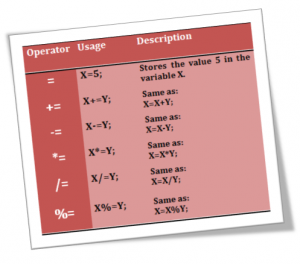 Operator Usage Description
= X=5; Stores the value 5 in the
variable X.
+= X+=Y; Same as:
X=X+Y;
-= X-=Y; Same as:
X=X-Y;
*= X*=Y; Same as:
X=X*Y;
/= X/=Y; Same as:
X=X/Y;
%= X%=Y; Same as:
X=X%Y;